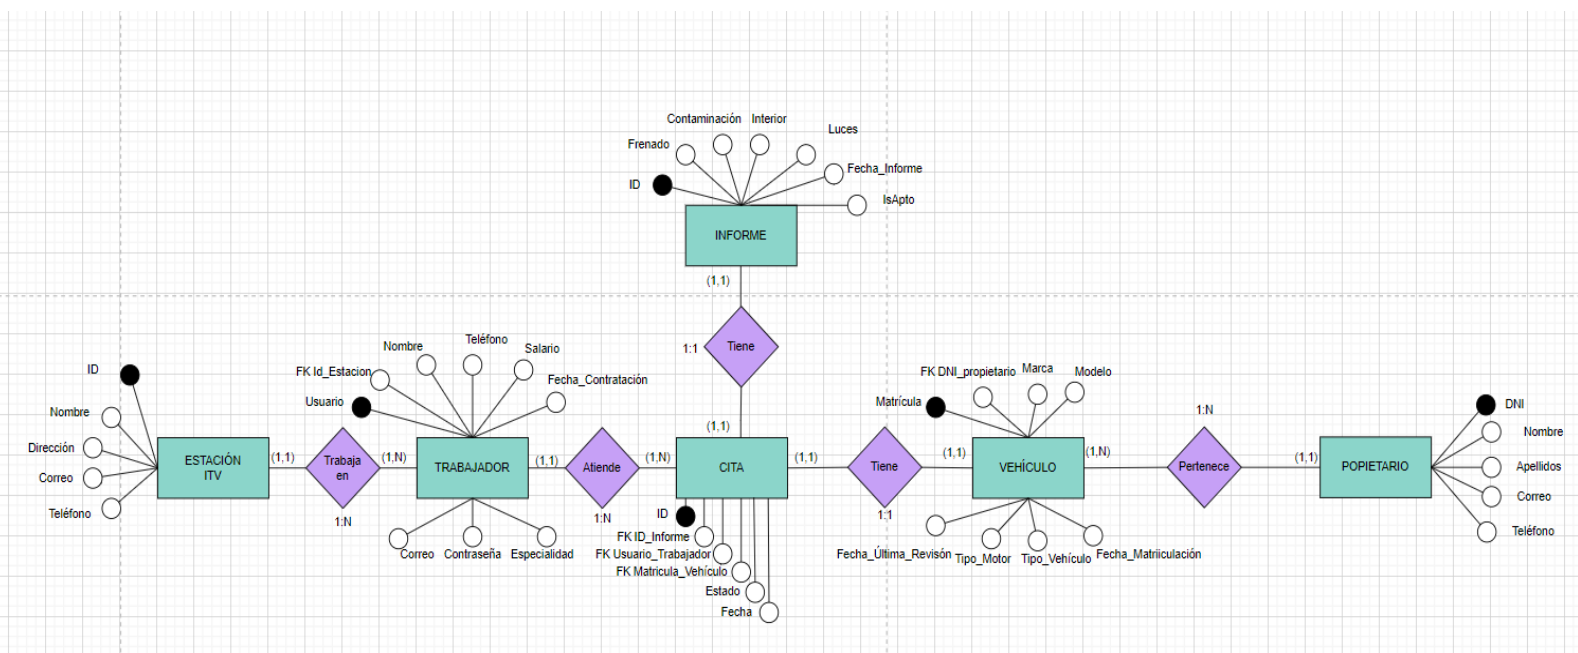 Contaminación
Interior
Luces
Frenado
Fecha_Informe
ID
IsApto
INFORME
(1,1)
1:1
Tiene
(1,1)
ID
Nombre
Dirección
Correo
Teléfono
ESTACIÓN
ITV
(1,1)
Trabaja
en
1:N
(1,N)
Nombre
Teléfono
Salario
FK Id_Estacion
Fecha_Contratación
Usuario
TRABAJADOR
Correo
Contraseña
Especialidad
(1,1)
Atiende
1:N
(1,N)
CITA
ID
FK ID_Informe
FK Usuario_Trabajador
FK Matricula_Vehículo
Estado
Fecha
(1,1)
Tiene
1:1
(1,1)
FK DNI_propietario
Marca
Modelo
Matrícula
VEHÍCULO
Fecha_Última_Revisón
Tipo_Motor
Tipo_Vehículo
Fecha_Matriiculación
(1,N)
1:N
Pertenece
(1,1)
POPIETARIO
DNI
Nombre
Apellidos
Correo
Teléfono